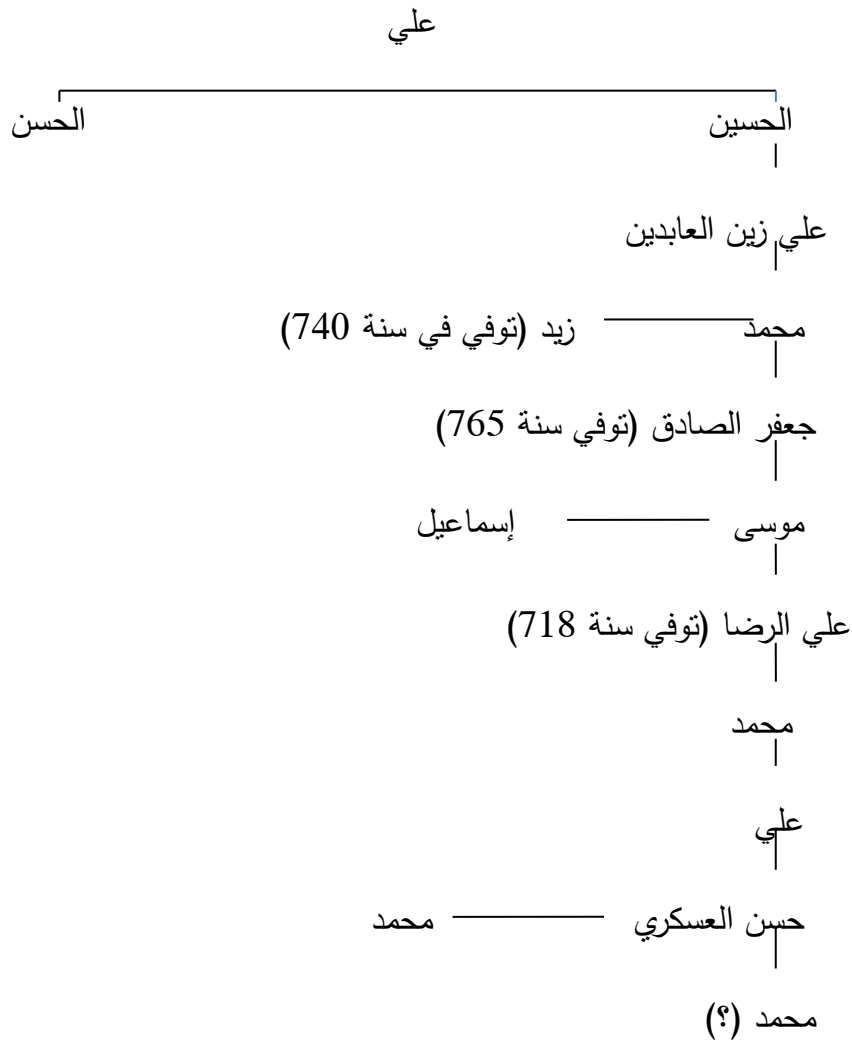 علي
الحسين الحسن
علي زين العابدين
محمد زيد (توفي في سنة 740)
جعفر الصادق (توفي سنة 765)
موسى إسماعيل
علي الرضا (توفي سنة 718)
محمد
علي
حسن العسكري محمد
محمد (؟)